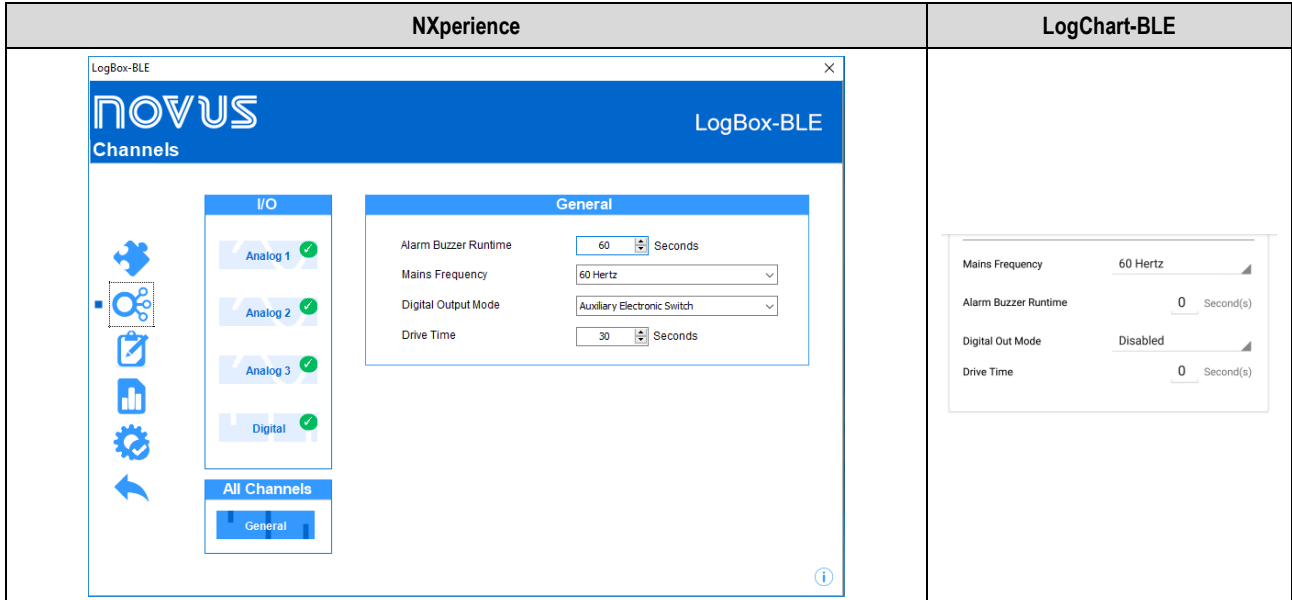 NXperience
LogChart-BLE
LogBox-BLE
NOVUS
LogBox-BLE
Channels
I/O
Analog 1
Analog 2
Analog 3
Digital
All Channels
General
General
Alarm Buzzer Runtime 60 Seconds
Mains Frequency 60 Hertz
Digital Output Mode Auxiliary Electronic Switch
Drive Time 30 Seconds
Mains Frequency 60 Hertz
Alarm Buzzer Runtime 0 Second(s)
Digital Out Mode Disabled
Drive Time 0 Second(s)